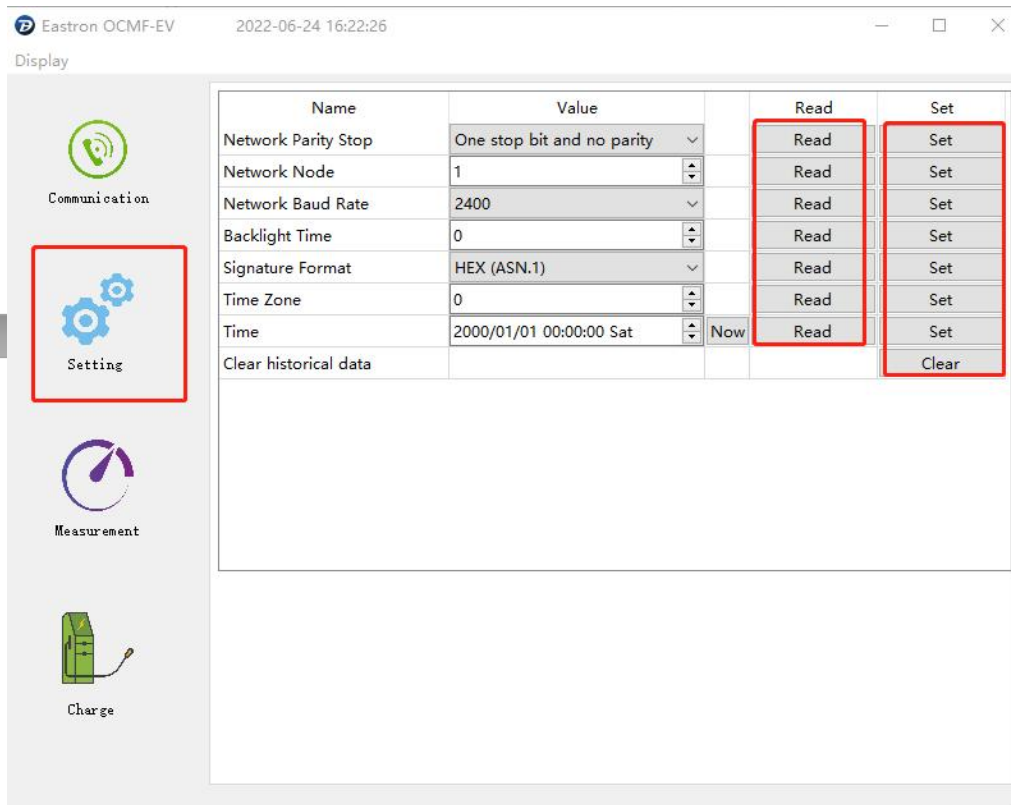 Eastron OCMF-EV 2022-06-24 16:22:26
Display
Name Value Read Set
Network Parity Stop One stop bit and no parity Read Set
Network Node 1 Read Set
Network Baud Rate 2400 Read Set
Backlight Time 0 Read Set
Signature Format HEX (ASN.1) Read Set
Time Zone 0 Read Set
Time 2000/01/01 00:00:00 Sat Now Read Set
Clear historical data Clear
Communication
Setting
Measurement
Charge